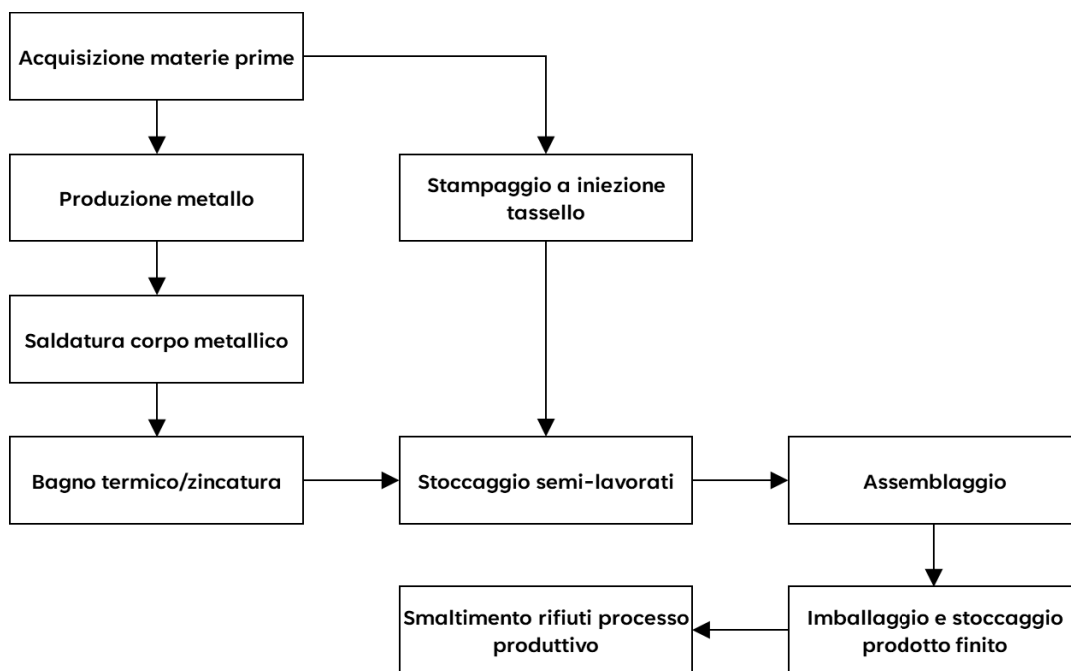 Acquisizione materie prime
Produzione metallo
Stampaggio a iniezione
tassello
Saldatura corpo metallico
Bagno termico/zincatura
Stoccaggio semi-lavorati
Assemblaggio
Smaltimento rifiuti processo
produttivo
Imballaggio e stoccaggio
prodotto finito